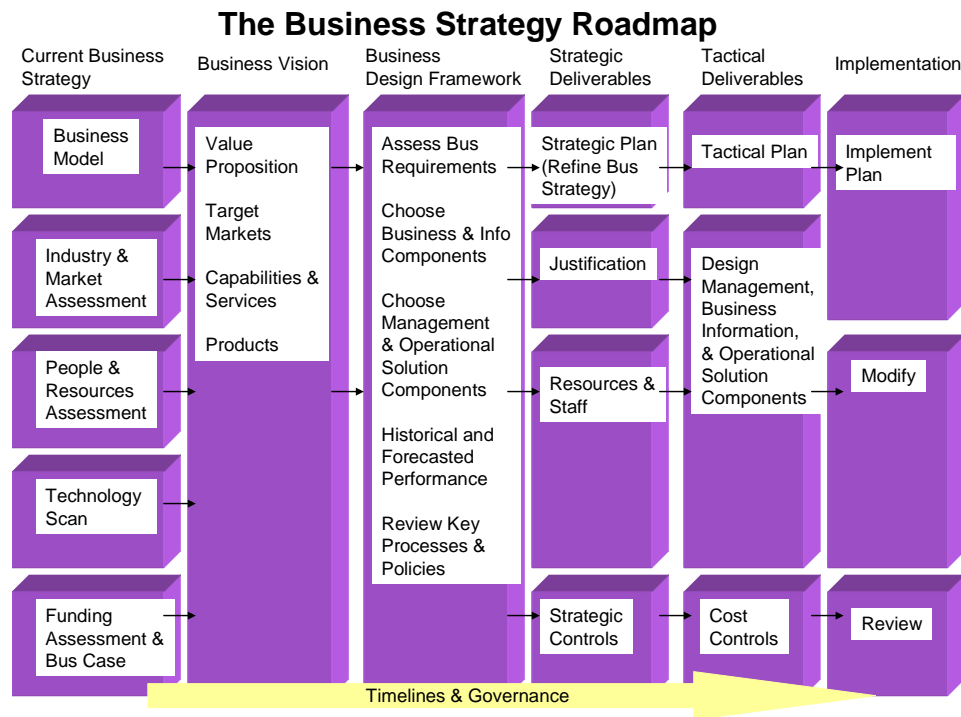 The Business Strategy Roadmap
Current Business
Strategy
Business Vision
Business
Design Framework
Strategic
Deliverables
Tactical
Deliverables
Implementation
Business
Model
Industry &
Market
Assessment
People &
Resources
Assessment
Technology
Scan
Funding
Assessment &
Bus Case
Value
Proposition
Target
Markets
Capabilities &
Services
Products
Assess Bus
Requirements
Choose
Business & Info
Components
Choose
Management
& Operational
Solution
Components
Historical and
Forecasted
Performance
Review Key
Processes &
Policies
Strategic Plan
(Refine Bus
Strategy)
Justification
Resources &
Staff
Strategic
Controls
Tactical Plan
Design
Management,
Business
Information,
& Operational
Solution
Components
Cost
Controls
Implement
Plan
Modify
Review
Timelines & Governance